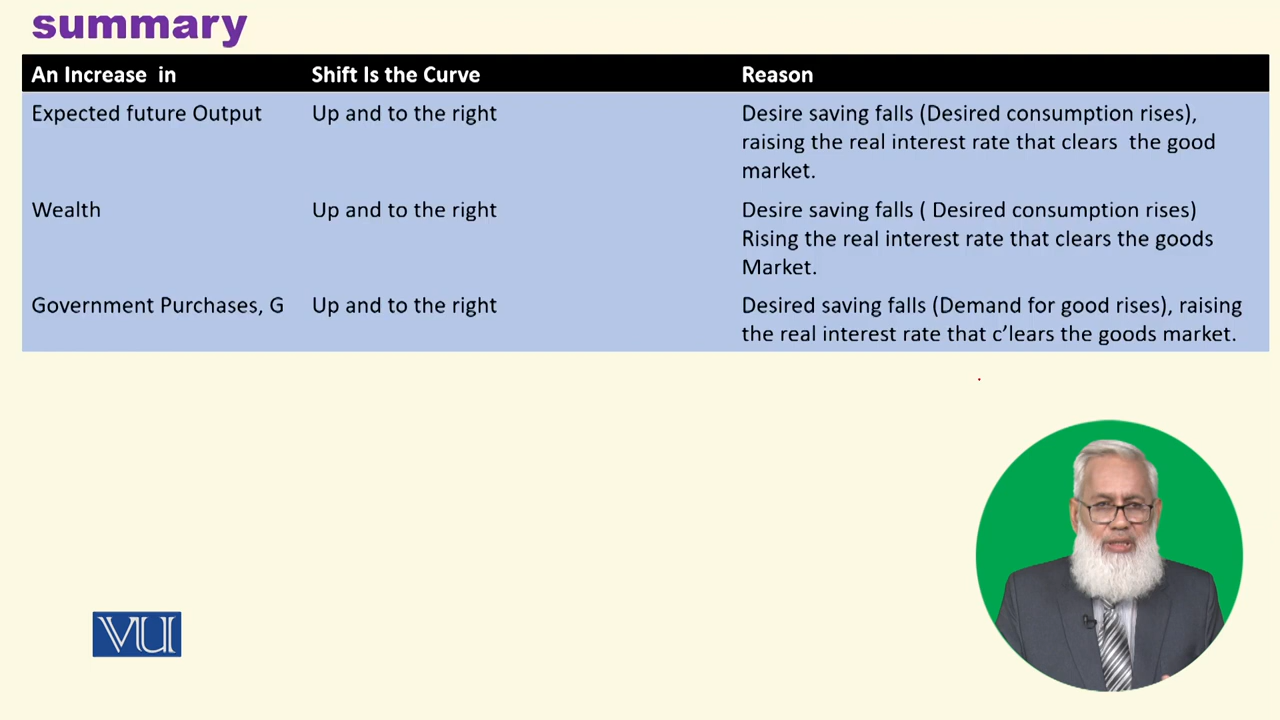 summary
An Increase in Shift Is the Curve Reason
Expected future Output Up and to the right Desire saving falls (Desired consumption rises),
raising the real interest rate that clears the good
market.
Wealth Up and to the right Desire saving falls ( Desired consumption rises)
Rising the real interest rate that clears the goods
Market.
Government Purchases, G Up and to the right Desired saving falls (Demand for good rises), raising
the real interest rate that c’lears the goods market.
VU